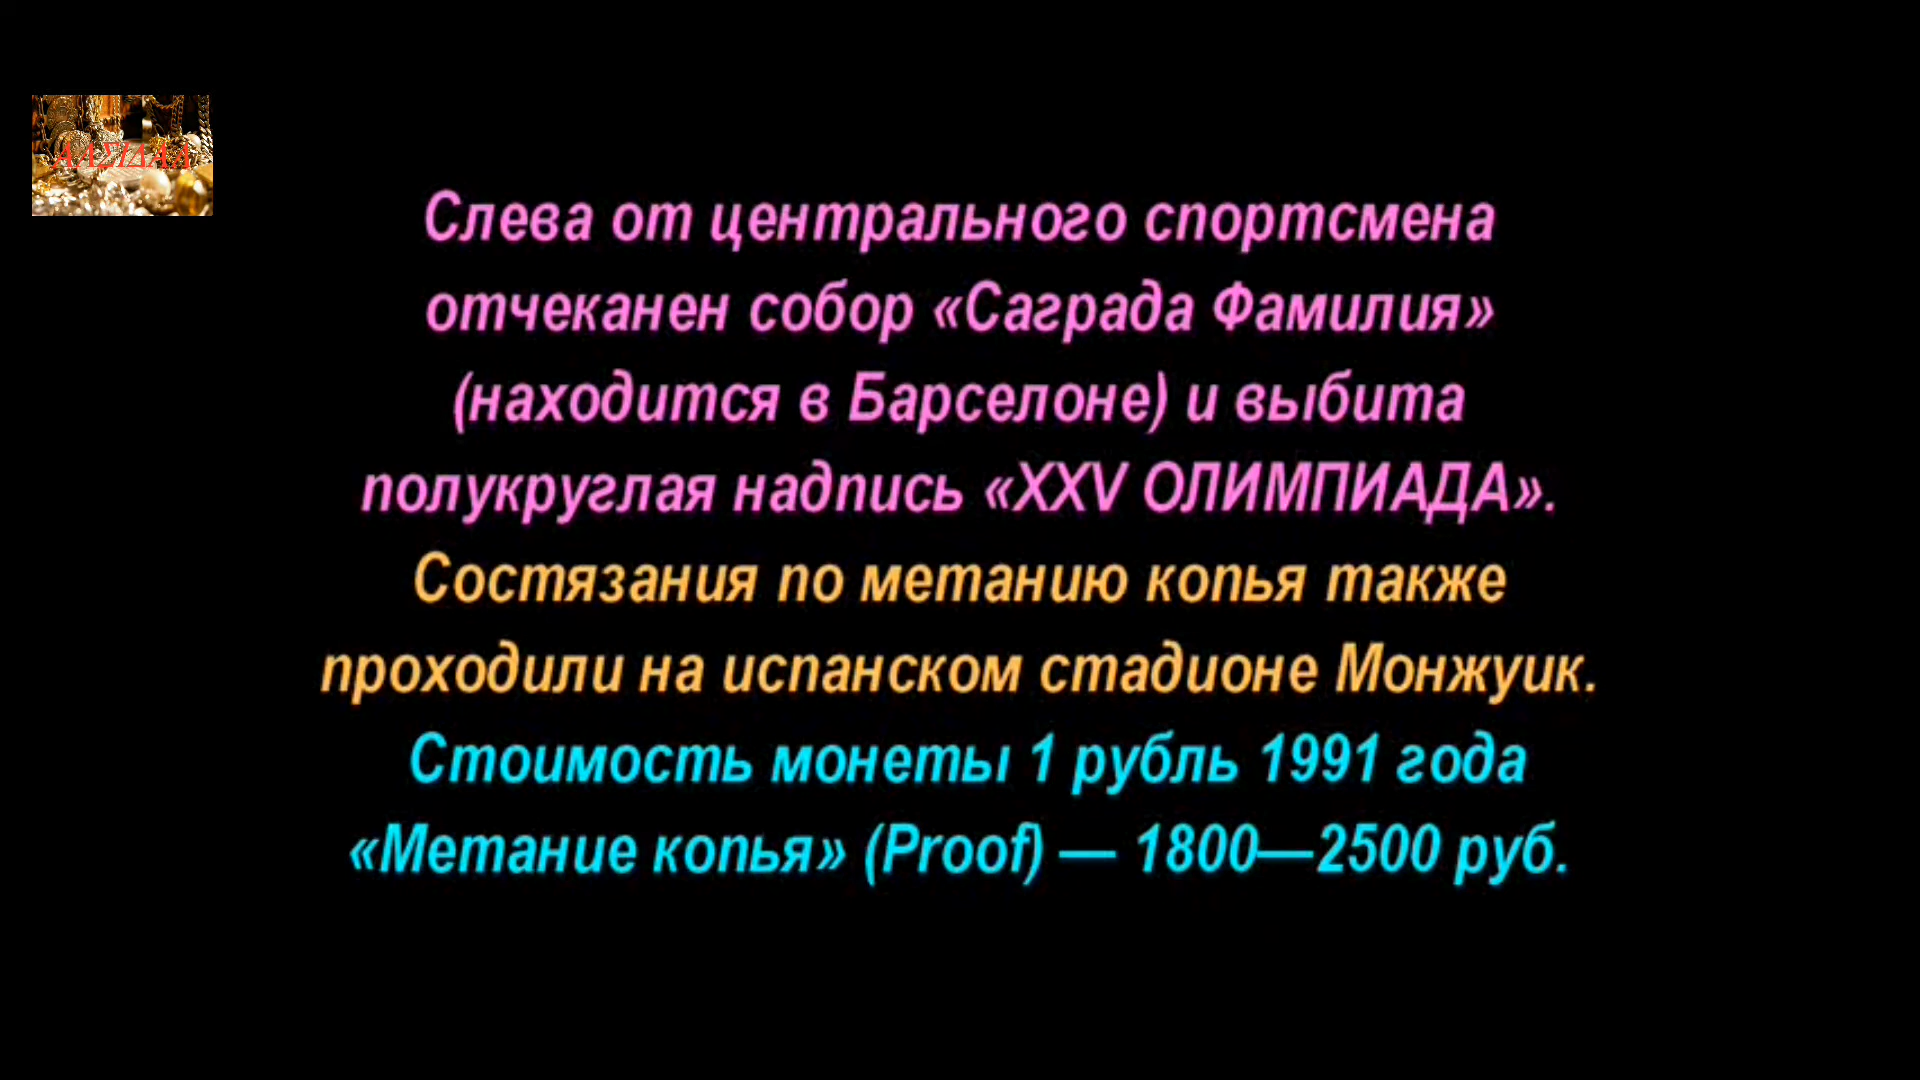 Слева от центрального спортсмена
отчеканен собор «Саграда Фамилия»
(находится в Барселоне) и выбита
полукруглая надпись «XXV ОЛИМПИАДА».
Состязания по метанию копья также
проходили на испанском стадионе Монжуик.
Стоимость монеты 1 рубль 1991 года
«Метание копья» (Proof) — 1800—2500 руб.